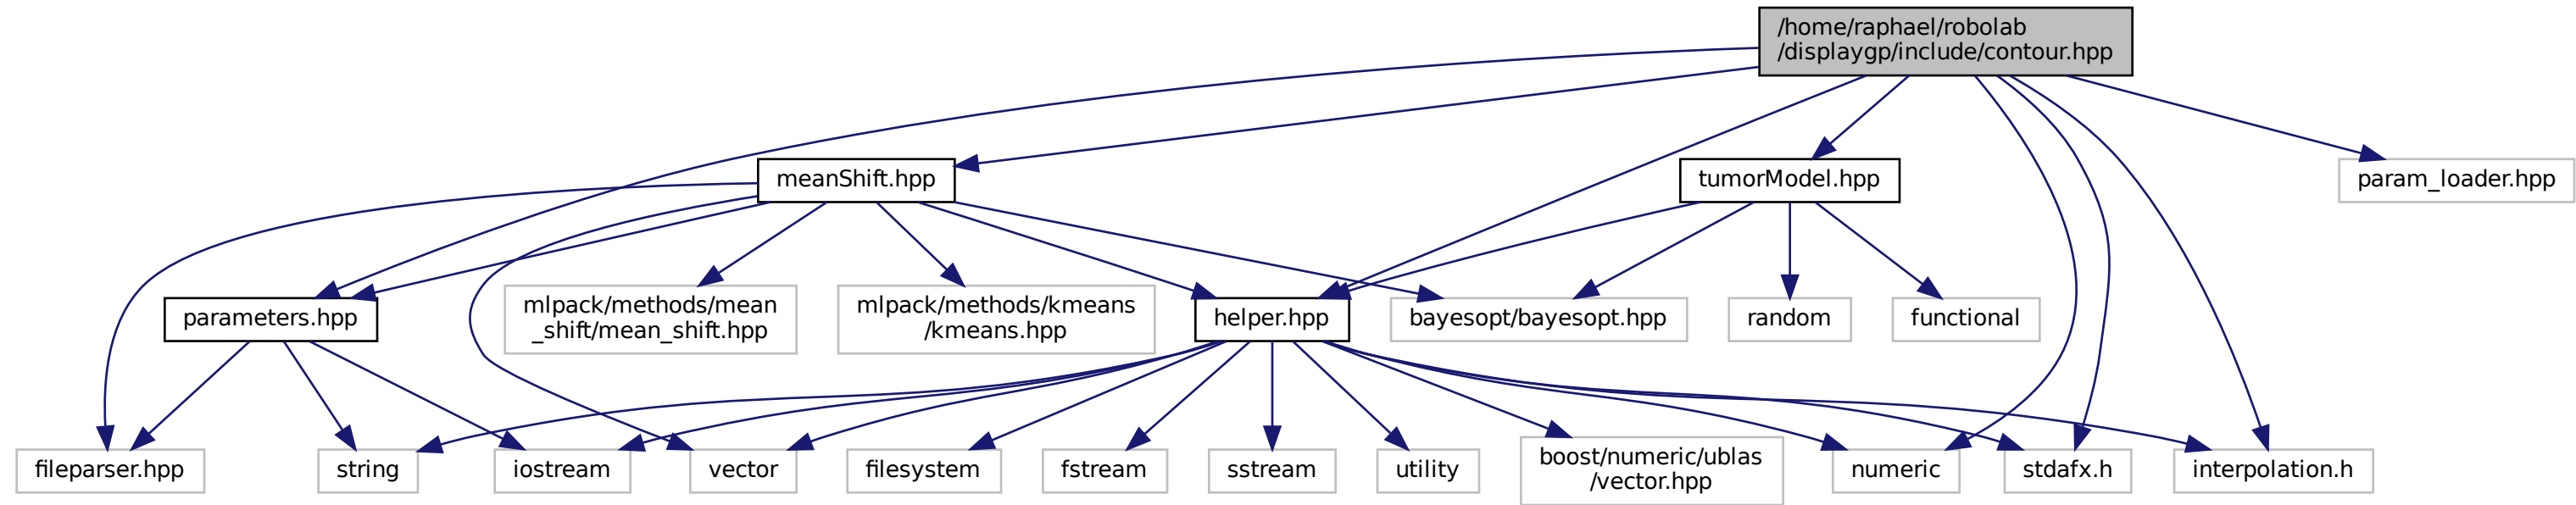 /home/raphael/robolab
/displaygp/include/contour.hpp
meanShift.hpp
tumorModel.hpp
param_loader.hpp
parameters.hpp
mlpack/methods/mean
_shift/mean_shift.hpp
mlpack/methods/kmeans
/kmeans.hpp
helper.hpp
bayesopt/bayesopt.hpp
random
functional
fileparser.hpp
string
iostream
vector
filesystem
fstream
sstream
utility
boost/numeric/ublas
/vector.hpp
numeric
stdafx.h
interpolation.h